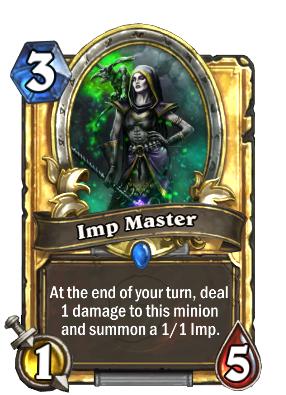 3
Imp Master
At the end of your turn, deal
1 damage to this minion
and summon a 1/1 Imp.
1
5